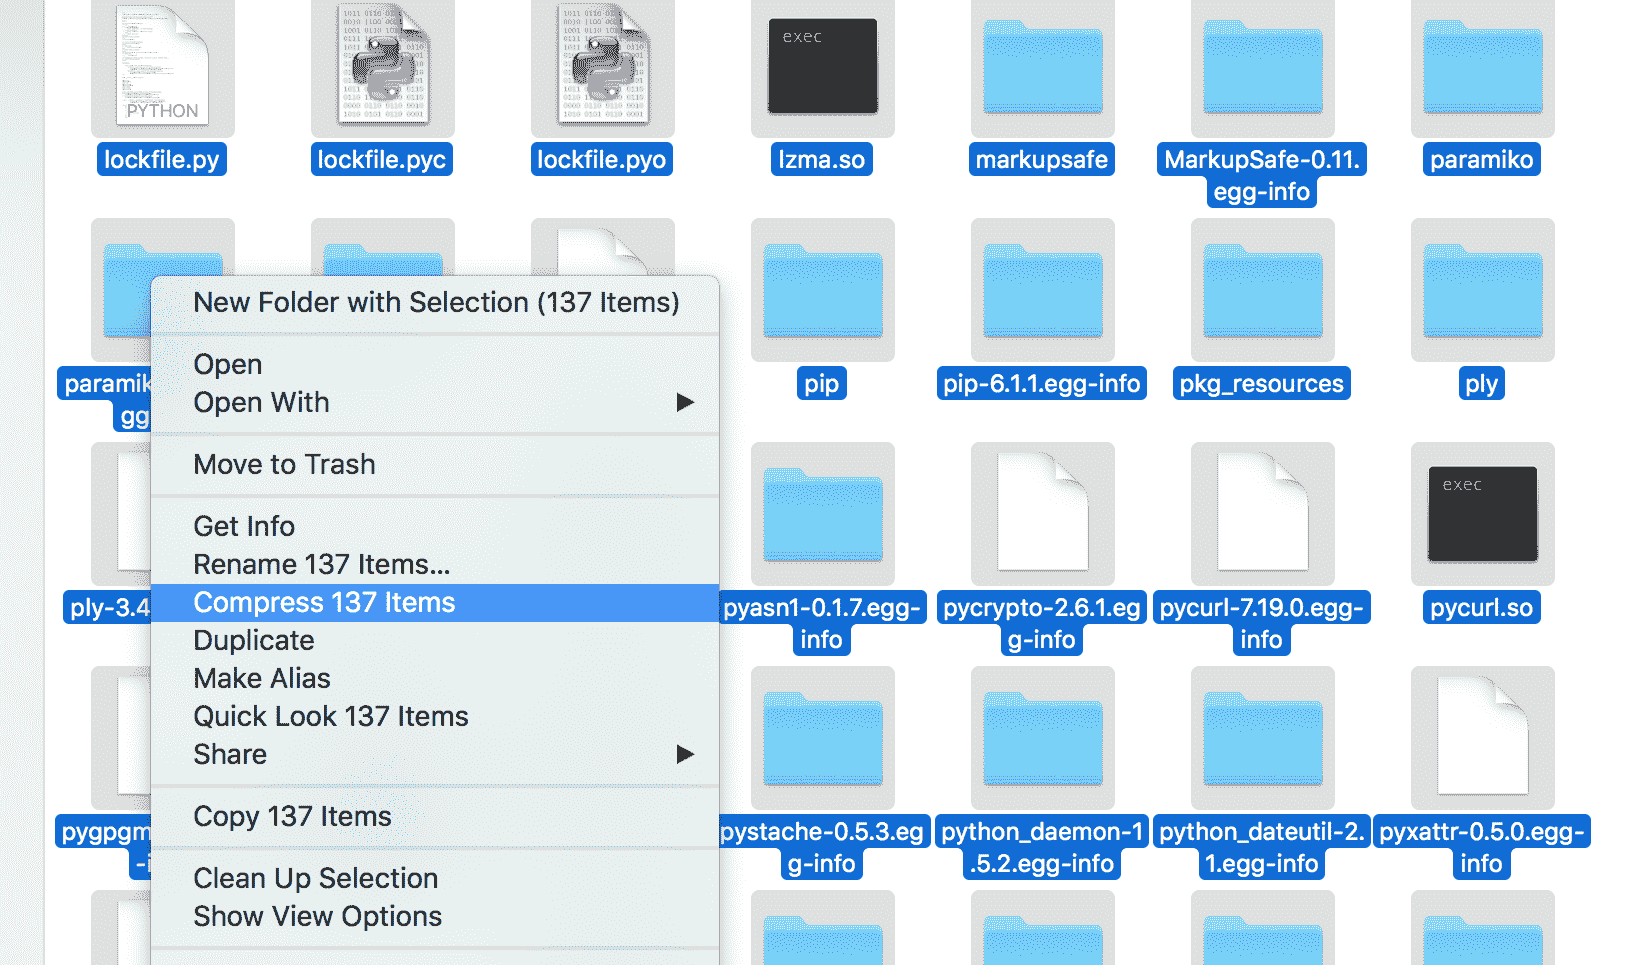 PYTHON
exec
lockfile.py
lockfile.pyc
lockfile.pyo
lzma.so
markupsafe
MarkupSafe-0.11.
egg-info
paramiko
New Folder with Selection (137 Items)
Open
Open With
Move to Trash
Get Info
Rename 137 Items...
Compress 137 Items
Duplicate
Make Alias
Quick Look 137 Items
Share
Copy 137 Items
Clean Up Selection
Show View Options
paramik
gg
pip
pip-6.1.1.egg-info
pkg_resources
ply
exec
ply-3.4
pyasn1-0.1.7.egg-
info
pycrypto-2.6.1.eg
g-info
pycurl-7.19.0.egg-
info
pycurl.so
pygpgm
-i
pystache-0.5.3.eg
g-info
python_daemon-1
.5.2.egg-info
python_dateutil-2.
1.egg-info
pyxattr-0.5.0.egg-
info